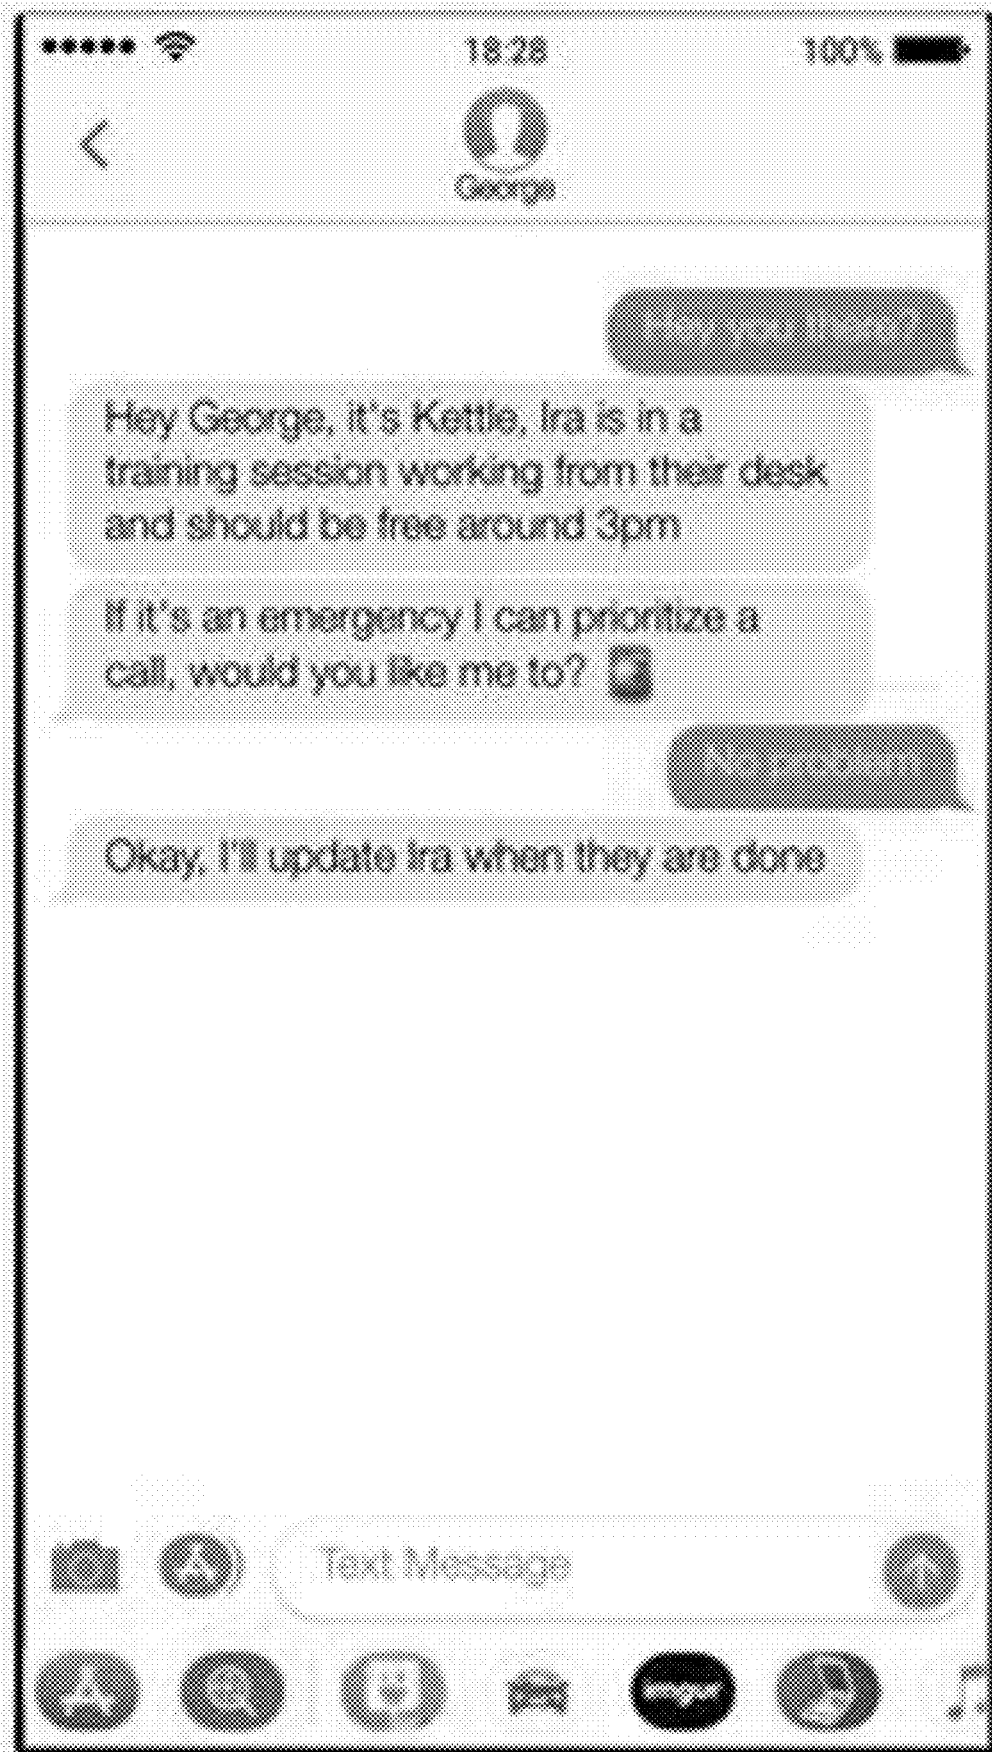 18:28
100%
George
Hey George, it's Kettle, Ira is in a
training session working from their desk
and should be free around 3pm
If it's an emergency I can prioritize a
call, would you like me to?
Okay, I'll update Ira when they are done
Text Message